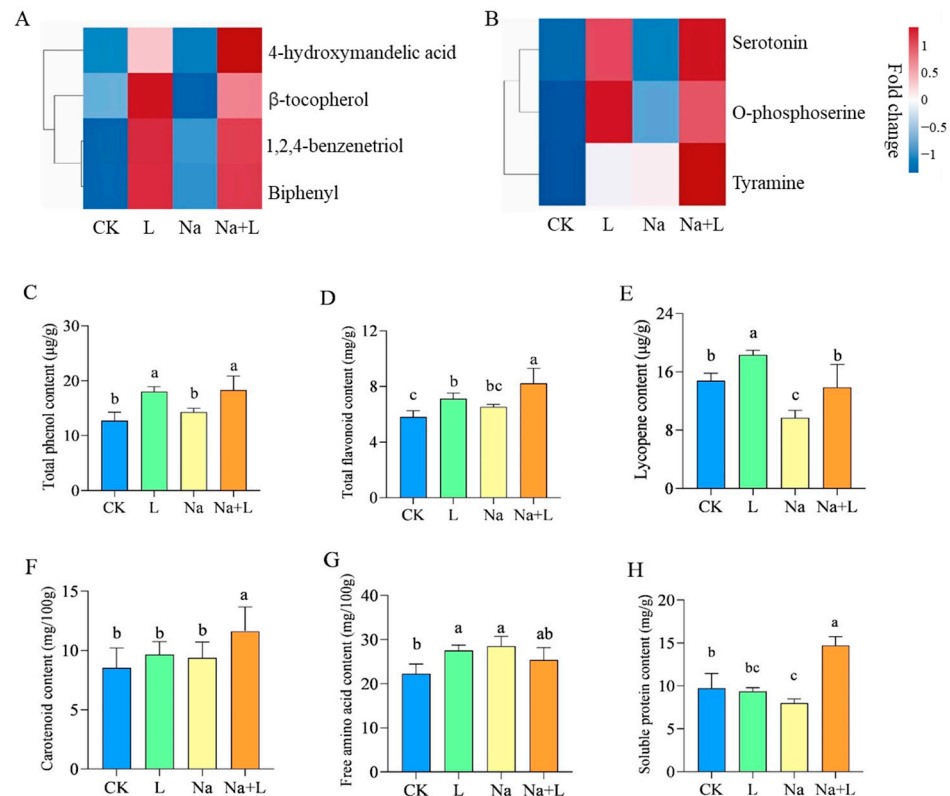 A
4-hydroxymandelic acid
β-tocopherol
1,2,4-benzenetriol
Biphenyl
CK L Na Na+L
B
Serotonin
O-phosphoserine
Tyramine
CK L Na Na+L
1
0.5
0
−0.5
−1
Fold change
C
Total phenol content (μg/g)
30
20
10
0
b a b a
CK L Na Na+L
D
Total flavonoid content (mg/g)
12
8
4
0
c b bc a
CK L Na Na+L
E
Lycopene content (μg/g)
24
16
8
0
b a c b
CK L Na Na+L
F
Carotenoid content (mg/100g)
15
10
5
0
b b b a
CK L Na Na+L
G
Free amino acid content (mg/100g)
40
30
20
10
0
b a a ab
CK L Na Na+L
H
Soluble protein content (mg/g)
20
15
10
5
0
b bc c a
CK L Na Na+L